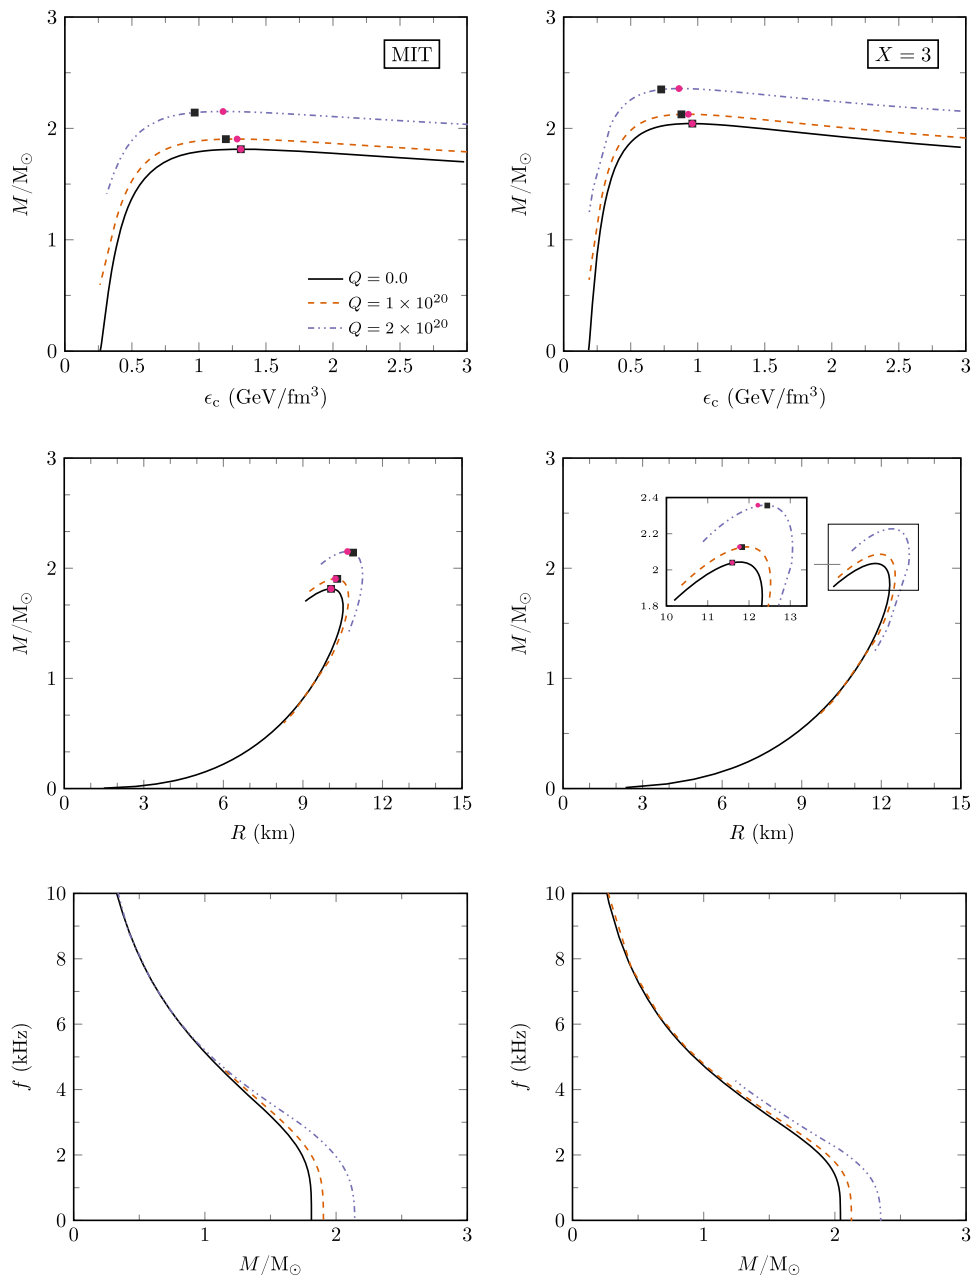 3
2
1
0
M/M⊙
MIT
Q = 0.0
Q = 1 × 10²⁰
Q = 2 × 10²⁰
0 0.5 1 1.5 2 2.5 3
ϵc (GeV/fm³)
3
2
1
0
M/M⊙
X = 3
0 0.5 1 1.5 2 2.5 3
ϵc (GeV/fm³)
3
2
1
0
M/M⊙
0 3 6 9 12 15
R (km)
3
2
1
0
M/M⊙
2.4
2.2
2
1.8
10 11 12 13
0 3 6 9 12 15
R (km)
10
8
6
4
2
0
f (kHz)
0 1 2 3
M/M⊙
10
8
6
4
2
0
f (kHz)
0 1 2 3
M/M⊙